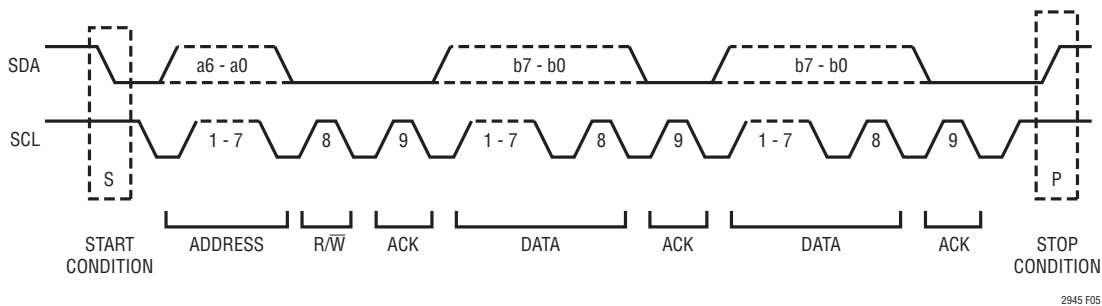 SDA
a6 - a0
b7 - b0
b7 - b0
SCL
1 - 7
8
9
1 - 7
8
9
1 - 7
8
9
S
P
START
CONDITION
ADDRESS
R/W̅
ACK
DATA
ACK
DATA
ACK
STOP
CONDITION
2945 F05